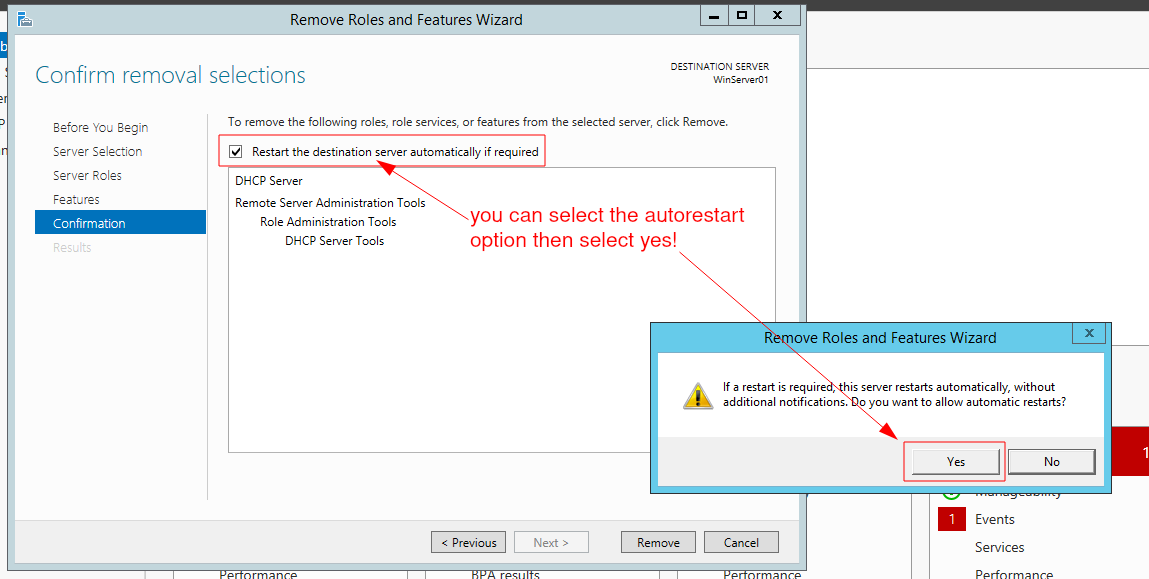 Remove Roles and Features Wizard
Confirm removal selections
DESTINATION SERVER
WinServer01
Before You Begin
Server Selection
Server Roles
Features
Confirmation
Results
To remove the following roles, role services, or features from the selected server, click Remove.
Restart the destination server automatically if required
DHCP Server
Remote Server Administration Tools
Role Administration Tools
DHCP Server Tools
you can select the autorestart
option then select yes!
Remove Roles and Features Wizard
If a restart is required, this server restarts automatically, without
additional notifications. Do you want to allow automatic restarts?
Yes
No
< Previous
Next >
Remove
Cancel
1
Manageability
1
Events
Services
Performance
Performance
BPA results
Performance